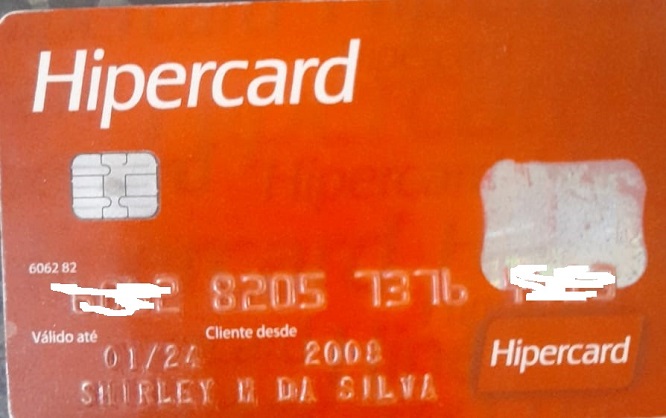 Hipercard
6062 82
8205 7376
Válido até
Cliente desde
01/24 2008
Hipercard
SHIRLEY DA SILVA